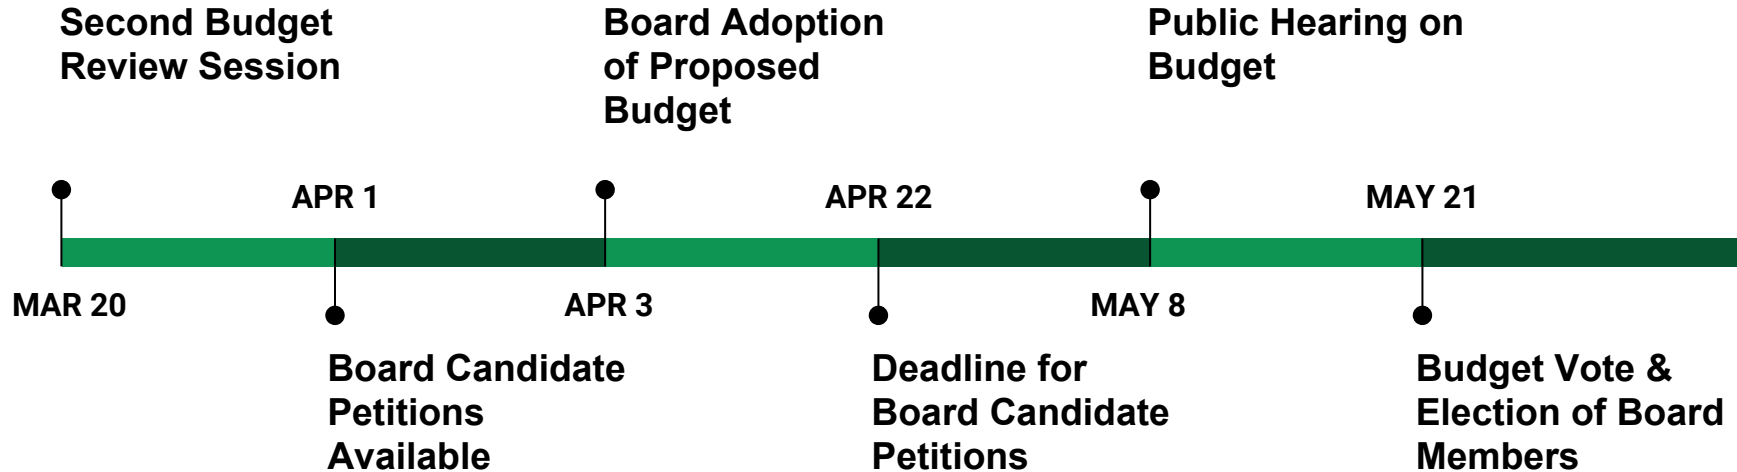 Second Budget
Review Session
Board Adoption
of Proposed
Budget
Public Hearing on
Budget
APR 1
APR 22
MAY 21
MAR 20
APR 3
MAY 8
Board Candidate
Petitions
Available
Deadline for
Board Candidate
Petitions
Budget Vote &
Election of Board
Members